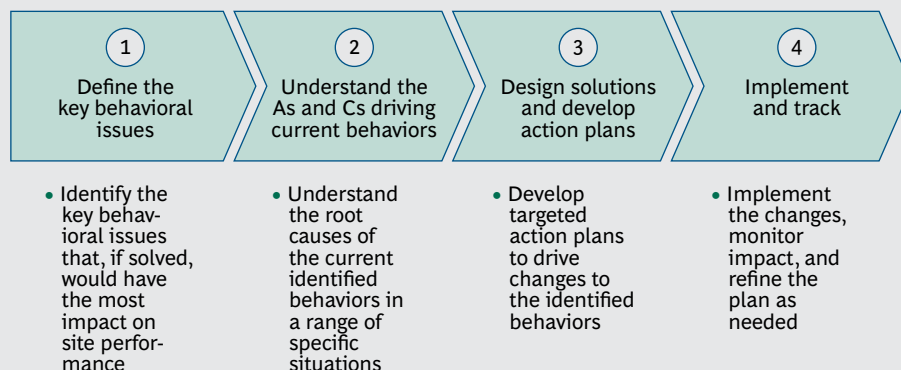 1
Define the
key behavioral
issues
2
Understand the
As and Cs driving
current behaviors
3
Design solutions
and develop
action plans
4
Implement
and track
• Identify the
key behav-
ioral issues
that, if solved,
would have
the most
impact on
site perfor-
mance
• Understand
the root
causes of
the current
identified
behaviors in
a range of
specific
situations
• Develop
targeted
action plans
to drive
changes to
the identified
behaviors
• Implement
the changes,
monitor
impact, and
refine the
plan as
needed